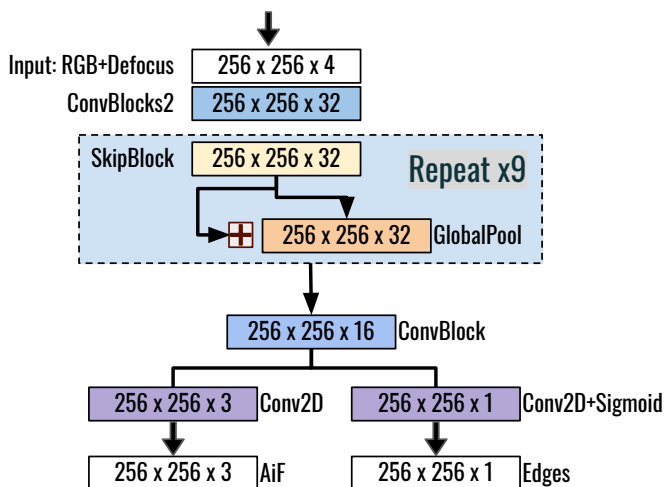 Input: RGB+Defocus 256 x 256 x 4
ConvBlocks2 256 x 256 x 32
SkipBlock 256 x 256 x 32 Repeat x9
256 x 256 x 32 GlobalPool
256 x 256 x 16 ConvBlock
256 x 256 x 3 Conv2D 256 x 256 x 1 Conv2D+Sigmoid
256 x 256 x 3 AiF 256 x 256 x 1 Edges